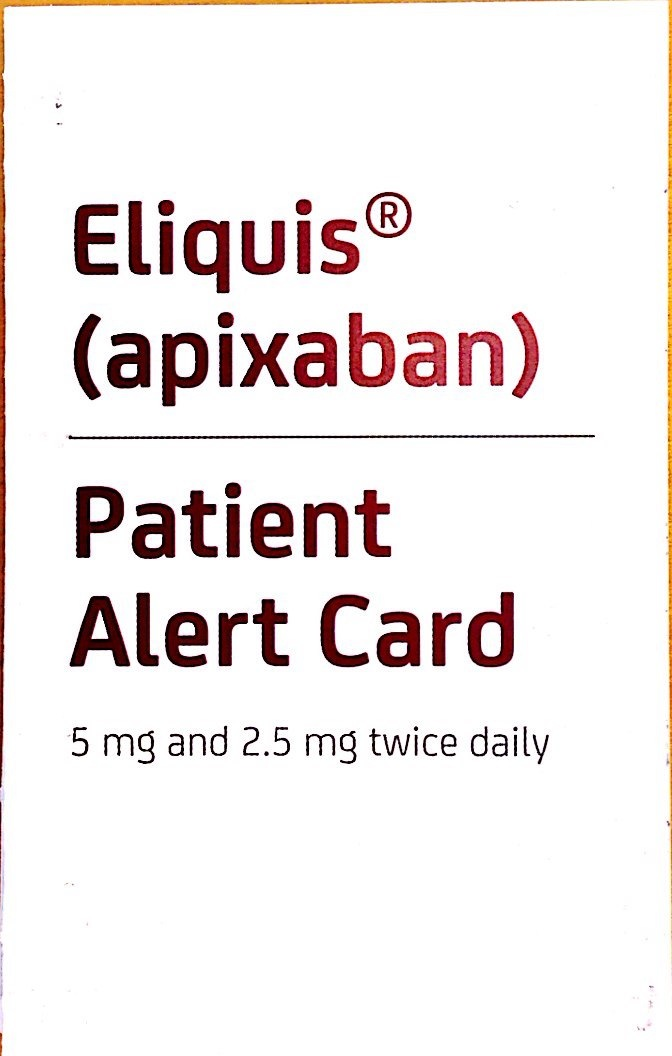 Eliquis®
(apixaban)
Patient
Alert Card
5 mg and 2.5 mg twice daily